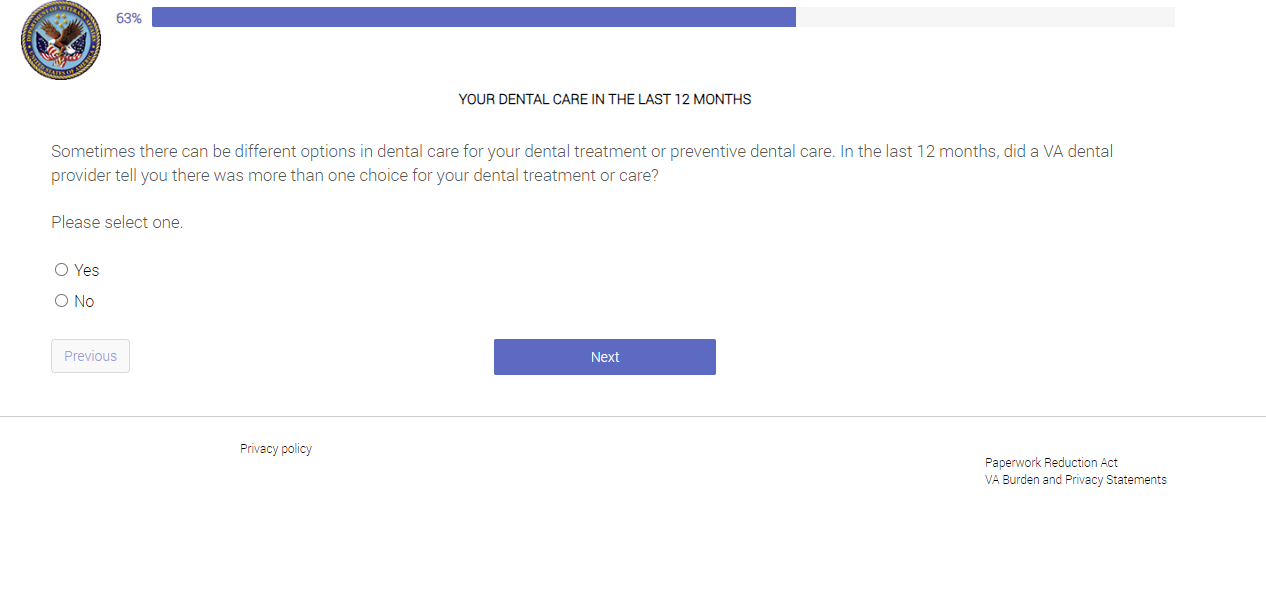 63%
YOUR DENTAL CARE IN THE LAST 12 MONTHS
Sometimes there can be different options in dental care for your dental treatment or preventive dental care. In the last 12 months, did a VA dental
provider tell you there was more than one choice for your dental treatment or care?
Please select one.
Yes
No
Previous
Next
Privacy policy
Paperwork Reduction Act
VA Burden and Privacy Statements